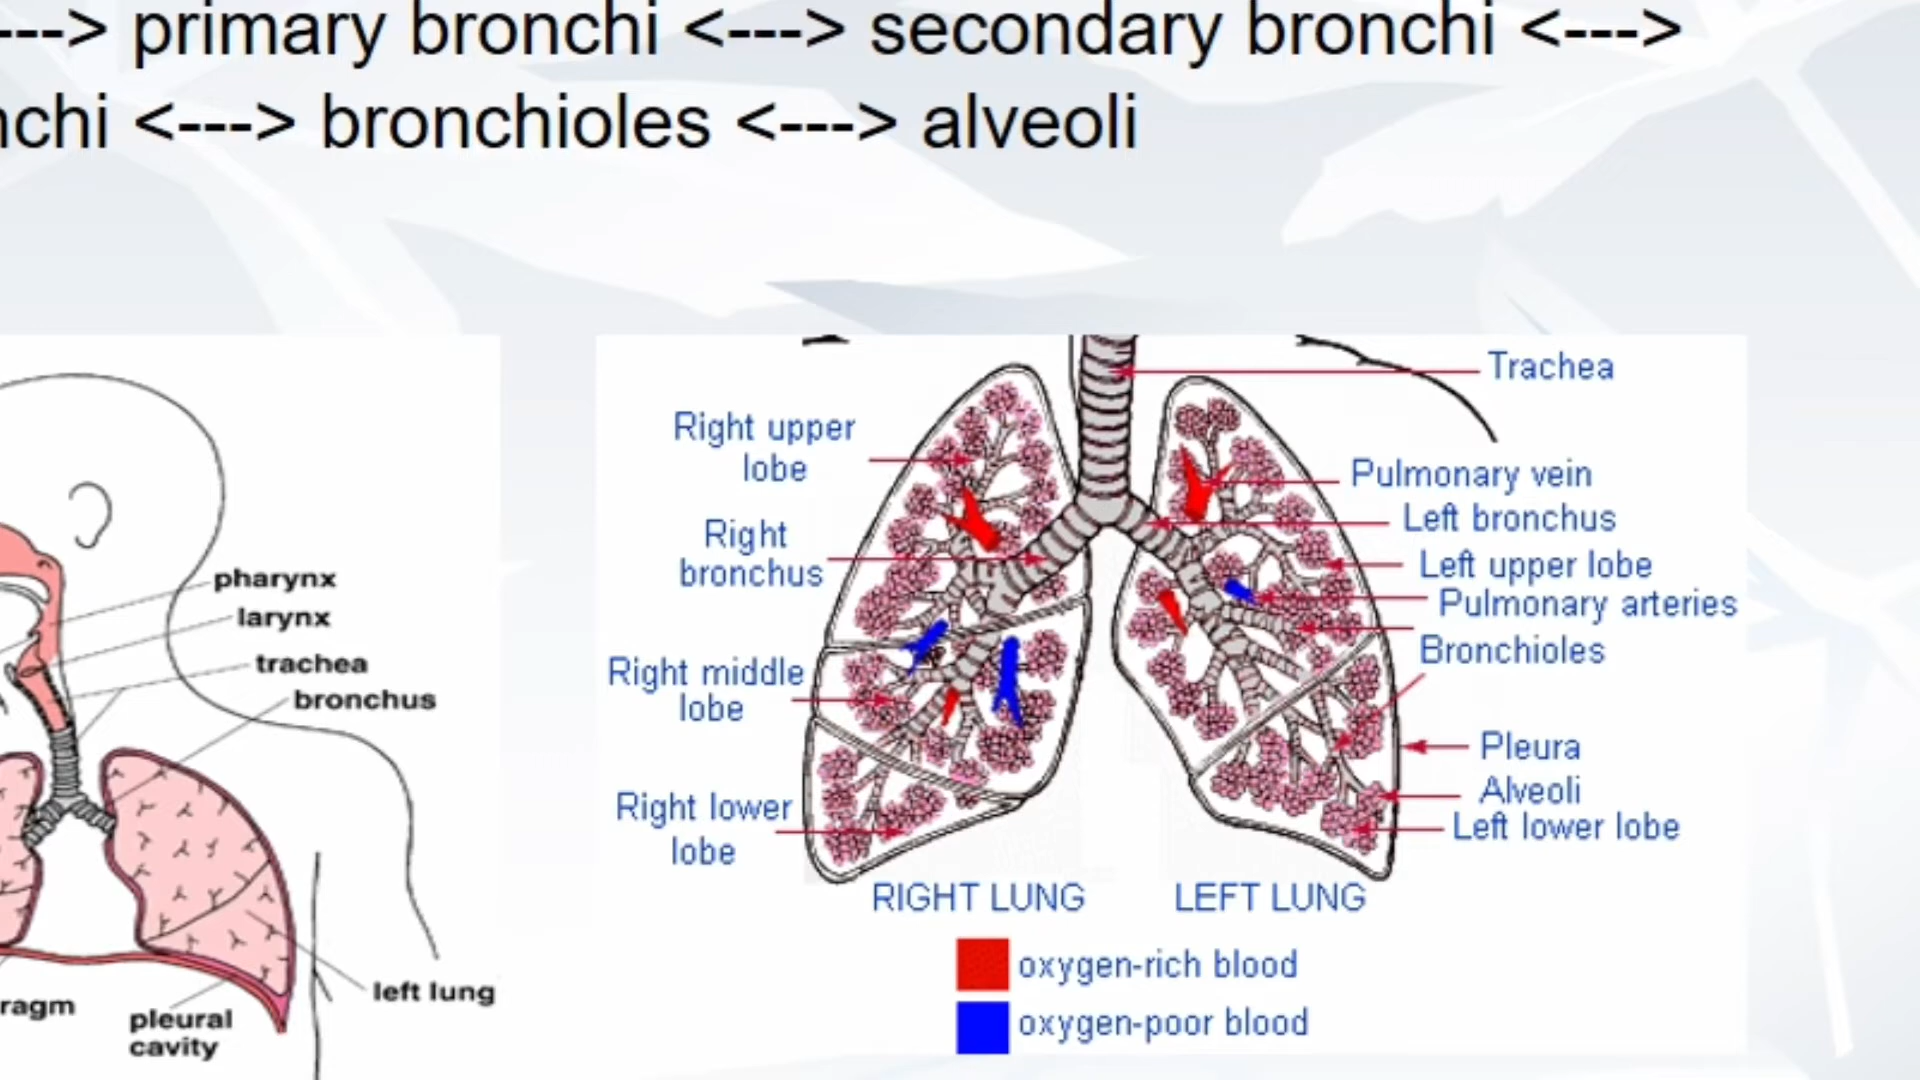 ---> primary bronchi <---> secondary bronchi <--->
nchi <---> bronchioles <---> alveoli
pharynx
larynx
trachea
bronchus
left lung
ragm
pleural
cavity
Trachea
Right upper
lobe
Pulmonary vein
Left bronchus
Right
bronchus
Left upper lobe
Pulmonary arteries
Bronchioles
Right middle
lobe
Pleura
Alveoli
Left lower lobe
Right lower
lobe
RIGHT LUNG
LEFT LUNG
oxygen-rich blood
oxygen-poor blood